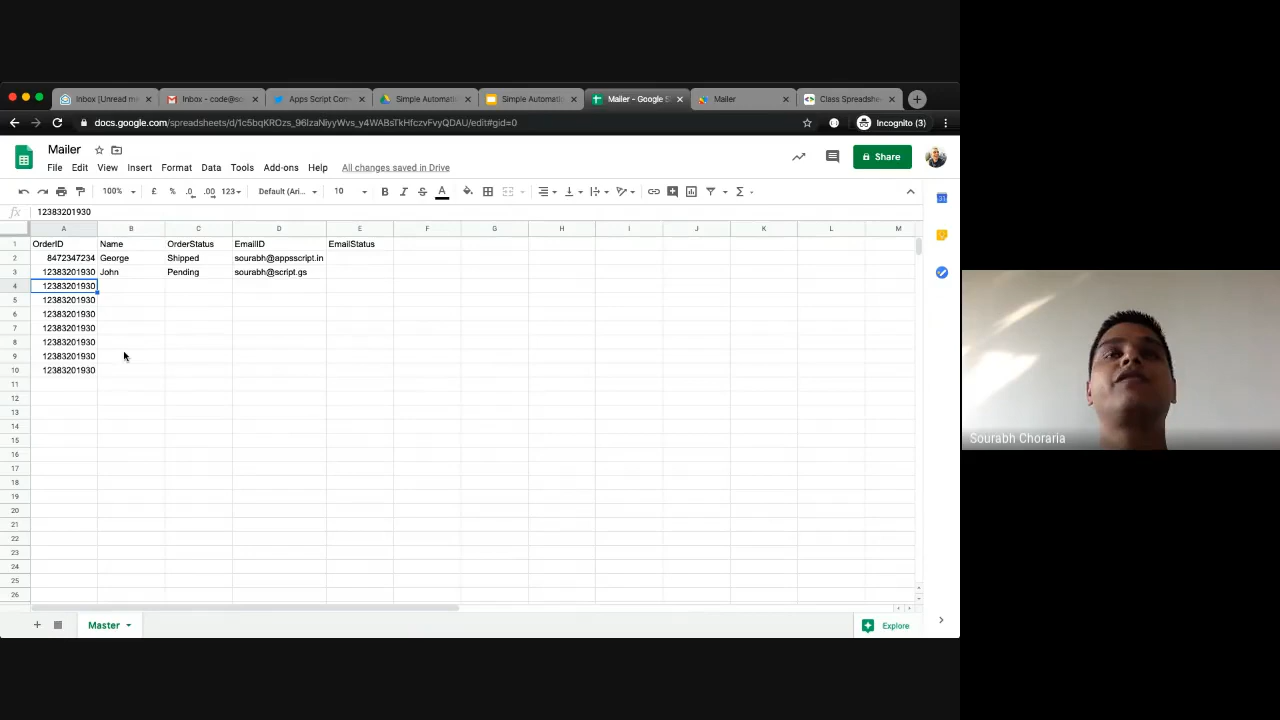 Inbox [Unread m
Inbox - code@sc
Apps Script Com
Simple Automati
Simple Automati
Mailer - Google S
Mailer
Class Spreadshe
docs.google.com/spreadsheets/d/1c5bqKROzs_96IzaNiyyWvs_y4WABsTkHfczvFvyQDAU/edit#gid=0
Incognito (3)
Mailer
File Edit View Insert Format Data Tools Add-ons Help All changes saved in Drive
Share
100% £ % .0 .00 123 Default (Ari... 10 B I S A
fx 12383201930
A B C D E F G H I J K L M
1 OrderID Name OrderStatus EmailID EmailStatus
2 8472347234 George Shipped sourabh@appsscript.in
3 12383201930 John Pending sourabh@script.gs
4 12383201930
5 12383201930
6 12383201930
7 12383201930
8 12383201930
9 12383201930
10 12383201930
11
12
13
14
15
16
17
18
19
20
21
22
23
24
25
26
Master
Explore
Sourabh Choraria